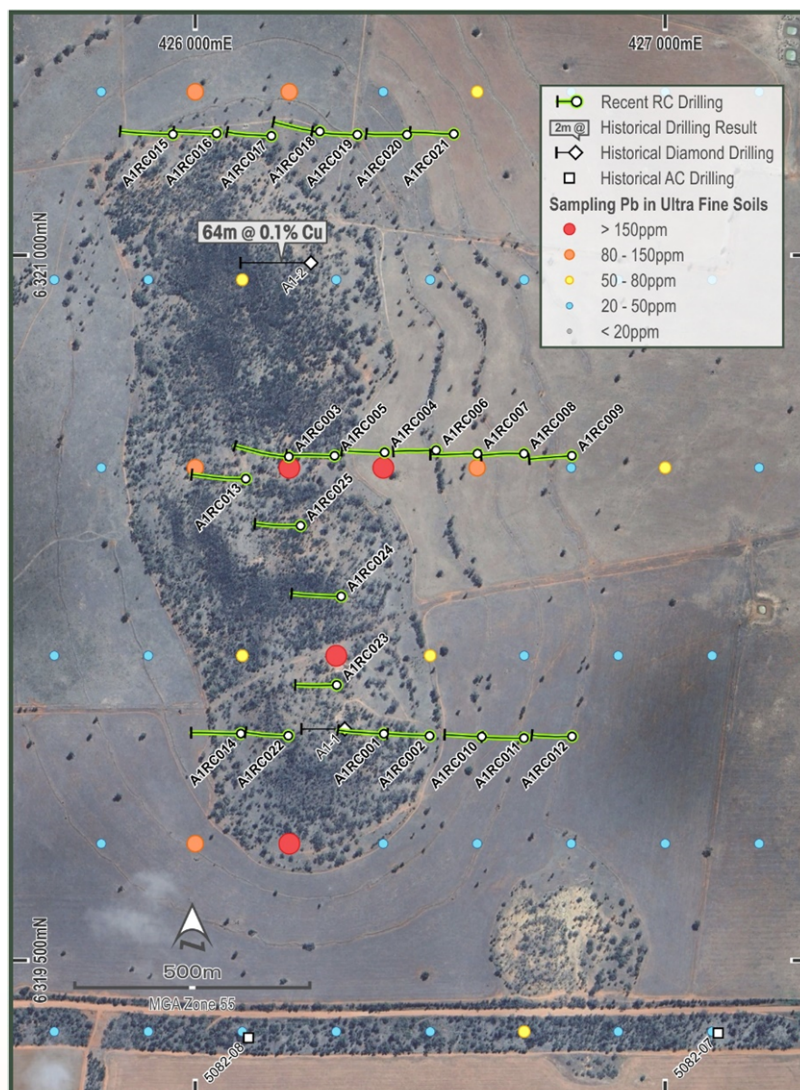 426 000mE
427 000mE
Recent RC Drilling
2m @
Historical Drilling Result
Historical Diamond Drilling
Historical AC Drilling
Sampling Pb in Ultra Fine Soils
> 150ppm
80 - 150ppm
50 - 80ppm
20 - 50ppm
< 20ppm
A1RC015
A1RC016
A1RC017
A1RC018
A1RC019
A1RC020
A1RC021
6 321 000mN
64m @ 0.1% Cu
A1-2
A1RC003
A1RC005
A1RC004
A1RC006
A1RC007
A1RC008
A1RC009
A1RC013
A1RC025
A1RC024
A1RC023
A1RC014
A1RC022
A1-1
A1RC001
A1RC002
A1RC010
A1RC011
A1RC012
6 319 500mN
N
500m
MGA Zone 55
5082-08
5082-07